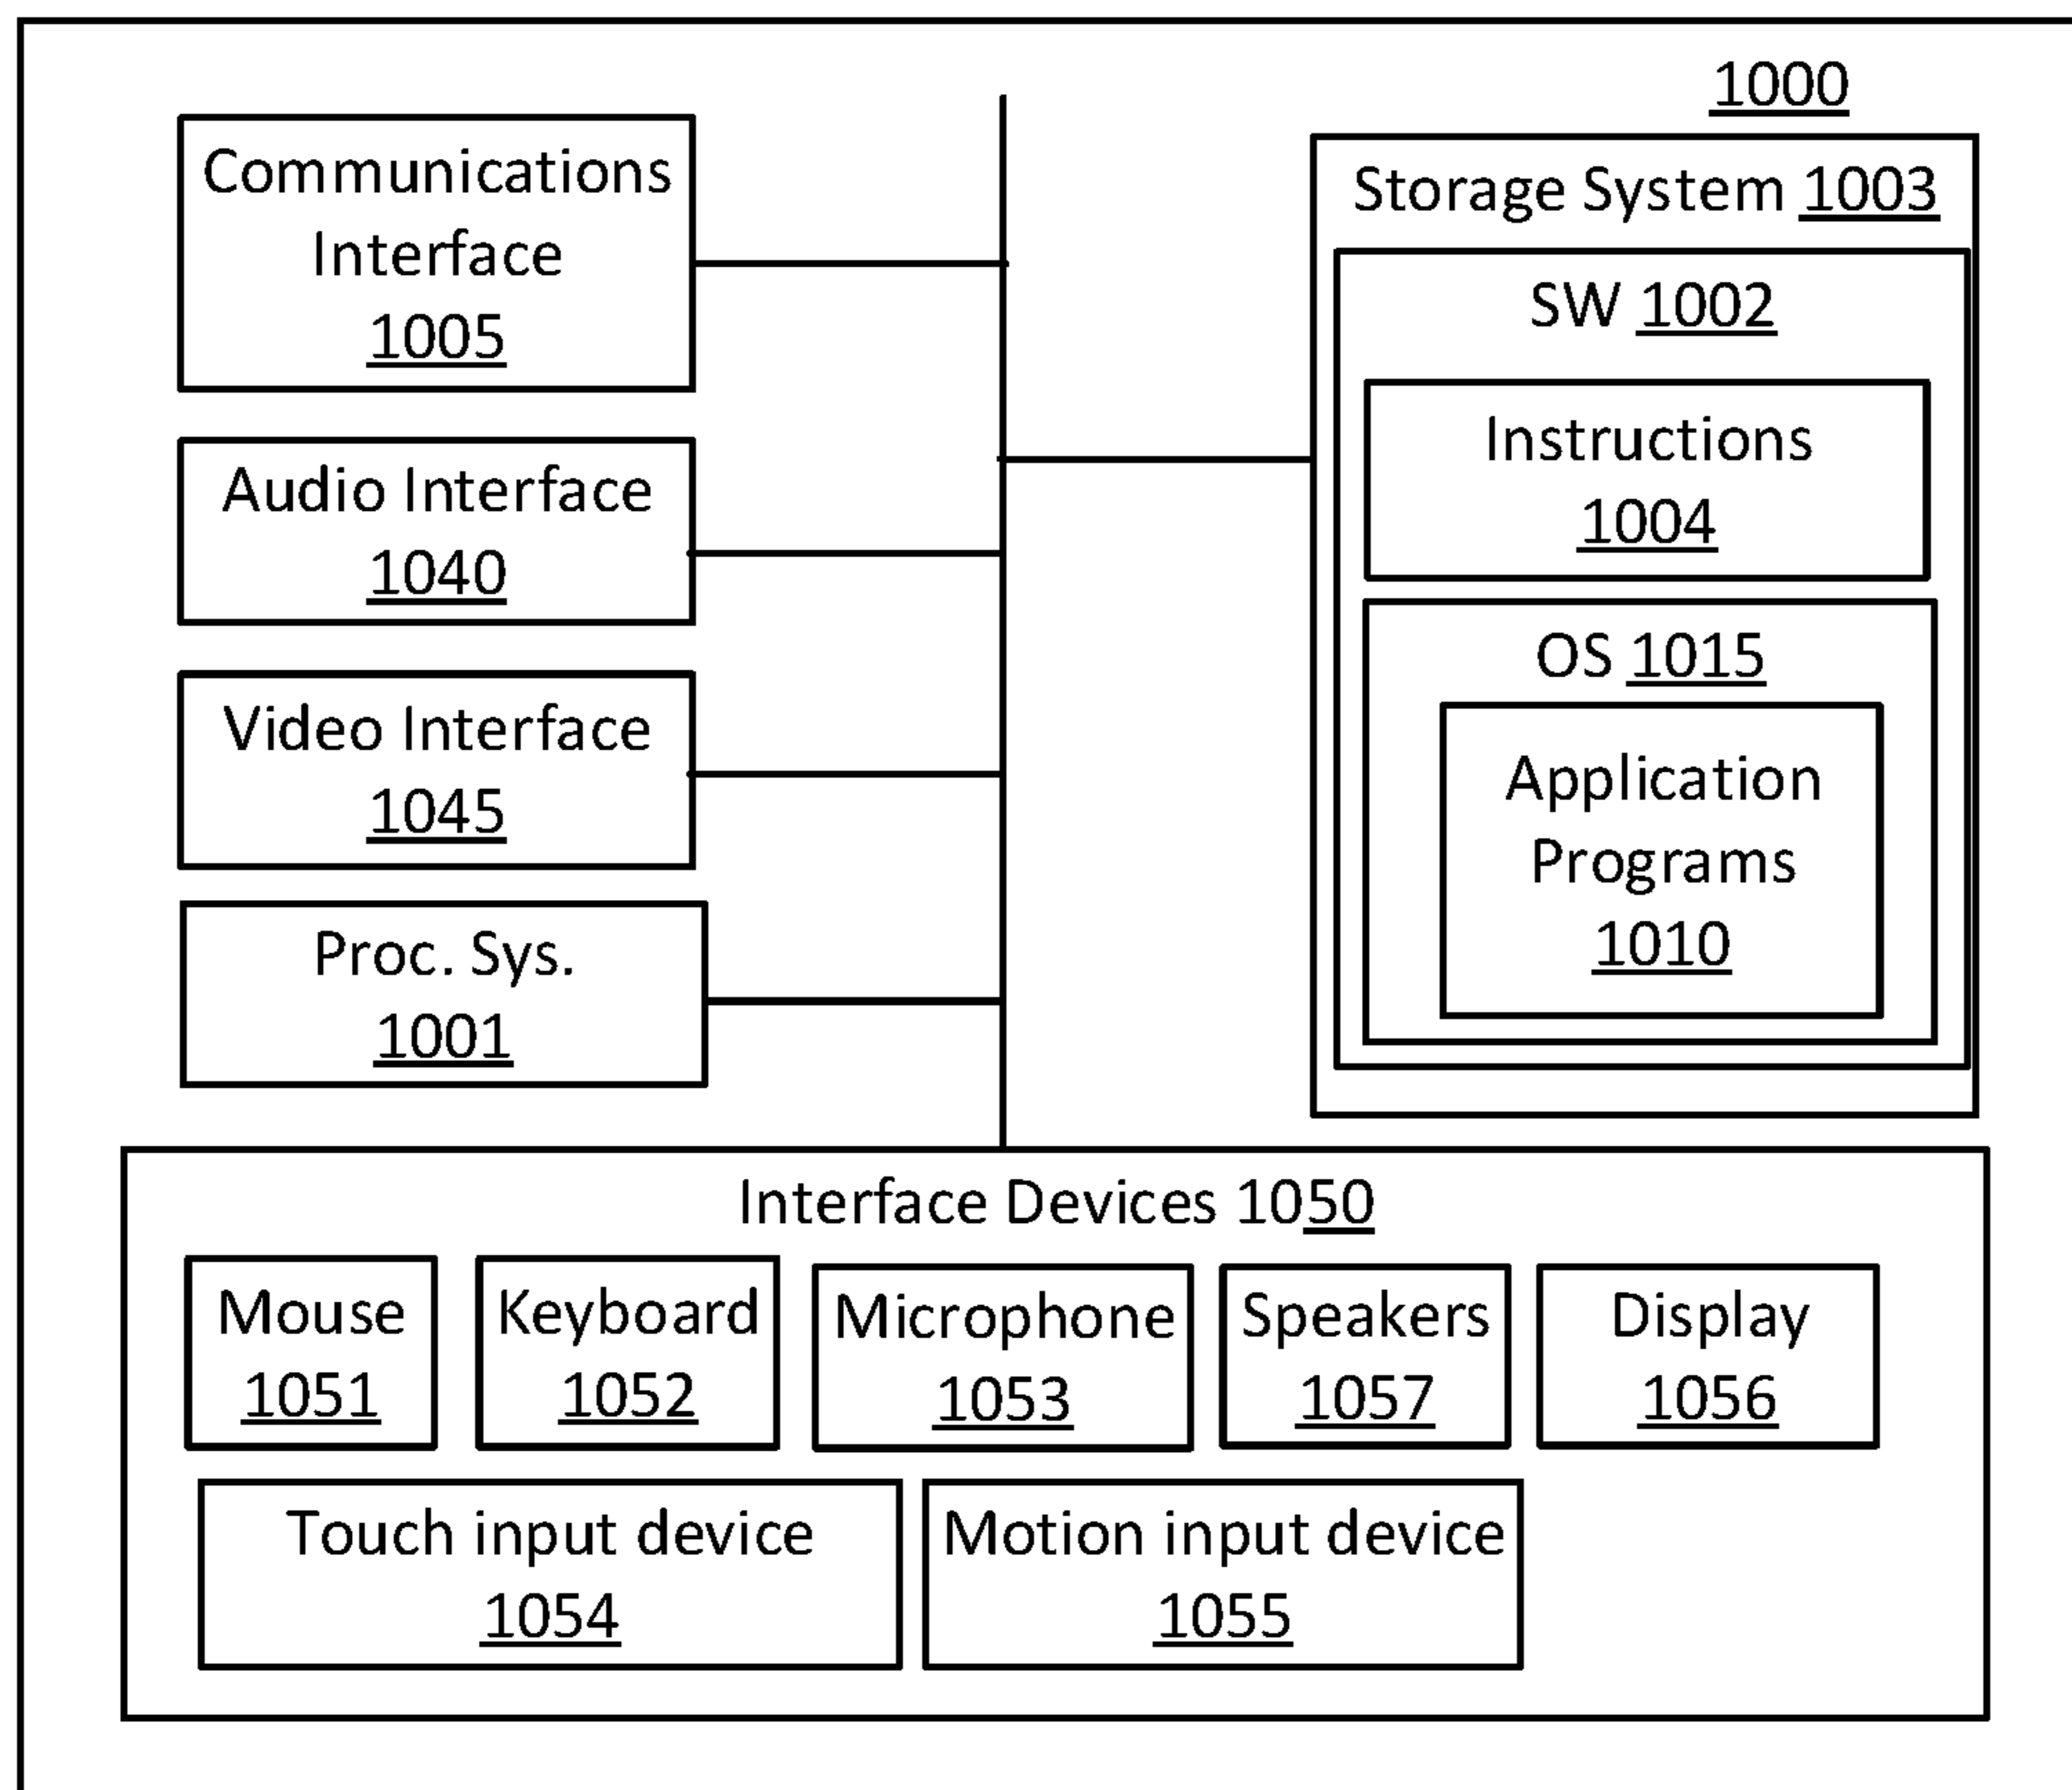 1000
Communications
Interface
1005
Audio Interface
1040
Video Interface
1045
Proc. Sys.
1001
Storage System 1003
SW 1002
Instructions
1004
OS 1015
Application
Programs
1010
Interface Devices 1050
Mouse
1051
Keyboard
1052
Microphone
1053
Speakers
1057
Display
1056
Touch input device
1054
Motion input device
1055